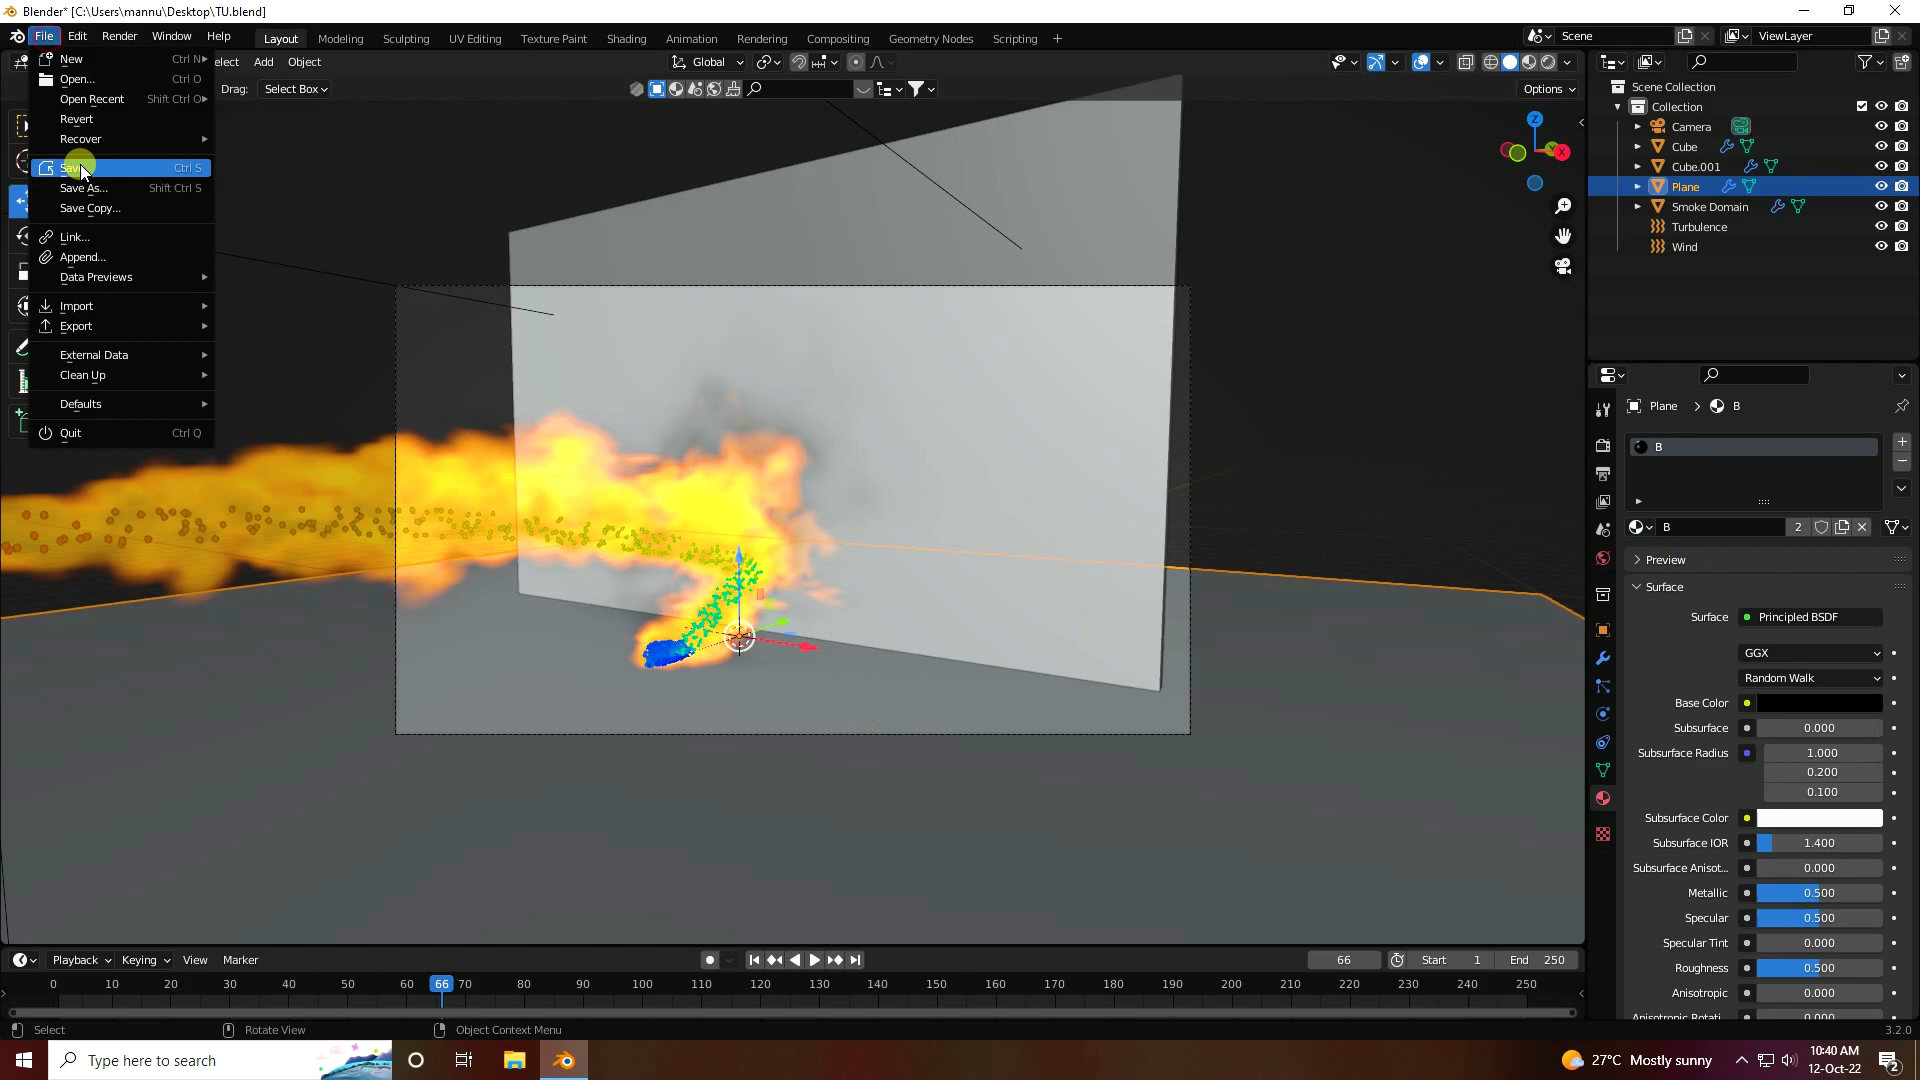 Blender* [C:\Users\mannu\Desktop\TU.blend]
File Edit Render Window Help
Layout Modeling Sculpting UV Editing Texture Paint Shading Animation Rendering Compositing Geometry Nodes Scripting +
Scene
ViewLayer
elect Add Object
Global
Drag: Select Box
Options
New Ctrl N
Open... Ctrl O
Open Recent Shift Ctrl O
Revert
Recover
Save Ctrl S
Save As... Shift Ctrl S
Save Copy...
Link...
Append...
Data Previews
Import
Export
External Data
Clean Up
Defaults
Quit Ctrl Q
Z
X
Scene Collection
Collection
Camera
Cube
Cube.001
Plane
Smoke Domain
Turbulence
Wind
Plane > B
B
B 2
Preview
Surface
Surface Principled BSDF
GGX
Random Walk
Base Color
Subsurface 0.000
Subsurface Radius 1.000
0.200
0.100
Subsurface Color
Subsurface IOR 1.400
Subsurface Anisot... 0.000
Metallic 0.500
Specular 0.500
Specular Tint 0.000
Roughness 0.500
Anisotropic 0.000
Anisotropic Rotati... 0.000
Playback Keying View Marker
66 Start 1 End 250
0 10 20 30 40 50 60 66 70 80 90 100 110 120 130 140 150 160 170 180 190 200 210 220 230 240 250
Select Rotate View Object Context Menu
3.2.0
Type here to search
27°C Mostly sunny
10:40 AM
12-Oct-22
2